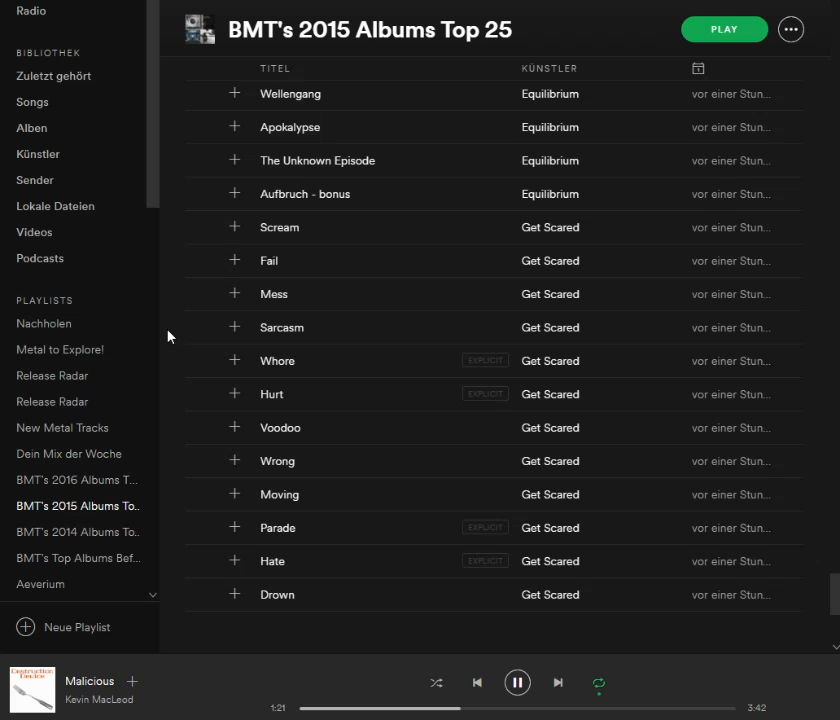 Radio
BIBLIOTHEK
Zuletzt gehört
Songs
Alben
Künstler
Sender
Lokale Dateien
Videos
Podcasts
PLAYLISTS
Nachholen
Metal to Explore!
Release Radar
Release Radar
New Metal Tracks
Dein Mix der Woche
BMT's 2016 Albums T...
BMT's 2015 Albums To..
BMT's 2014 Albums To..
BMT's Top Albums Bef...
Aeverium
Neue Playlist
BMT's 2015 Albums Top 25
PLAY
TITEL KÜNSTLER
Wellengang Equilibrium vor einer Stun...
Apokalypse Equilibrium vor einer Stun...
The Unknown Episode Equilibrium vor einer Stun...
Aufbruch - bonus Equilibrium vor einer Stun...
Scream Get Scared vor einer Stun...
Fail Get Scared vor einer Stun...
Mess Get Scared vor einer Stun...
Sarcasm Get Scared vor einer Stun...
Whore EXPLICIT Get Scared vor einer Stun...
Hurt EXPLICIT Get Scared vor einer Stun...
Voodoo Get Scared vor einer Stun...
Wrong Get Scared vor einer Stun...
Moving Get Scared vor einer Stun...
Parade EXPLICIT Get Scared vor einer Stun...
Hate EXPLICIT Get Scared vor einer Stun...
Drown Get Scared vor einer Stun...
Destruction
Device
Malicious
Kevin MacLeod
1:21 3:42